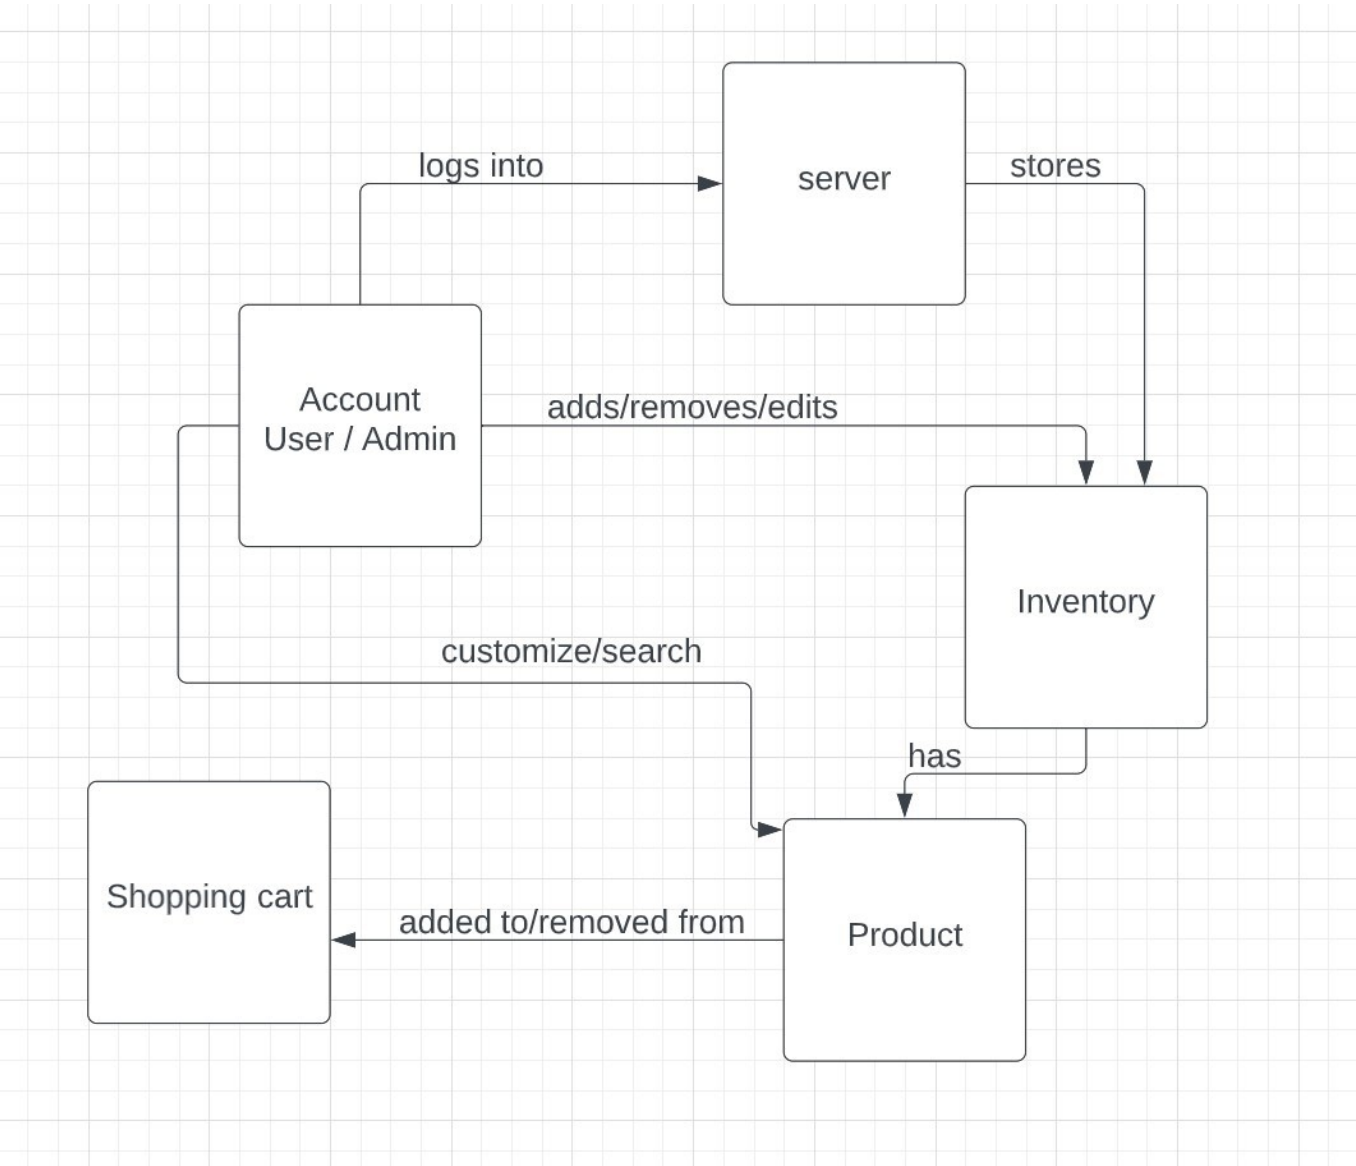 logs into
server
stores
Account
User / Admin
adds/removes/edits
Inventory
customize/search
has
Shopping cart
added to/removed from
Product